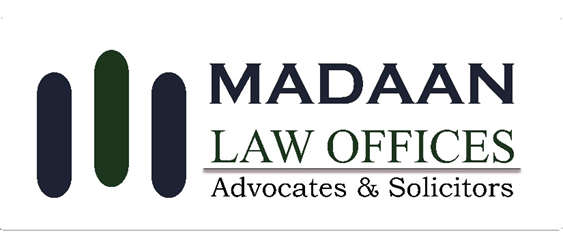 MADAAN
LAW OFFICES
Advocates & Solicitors